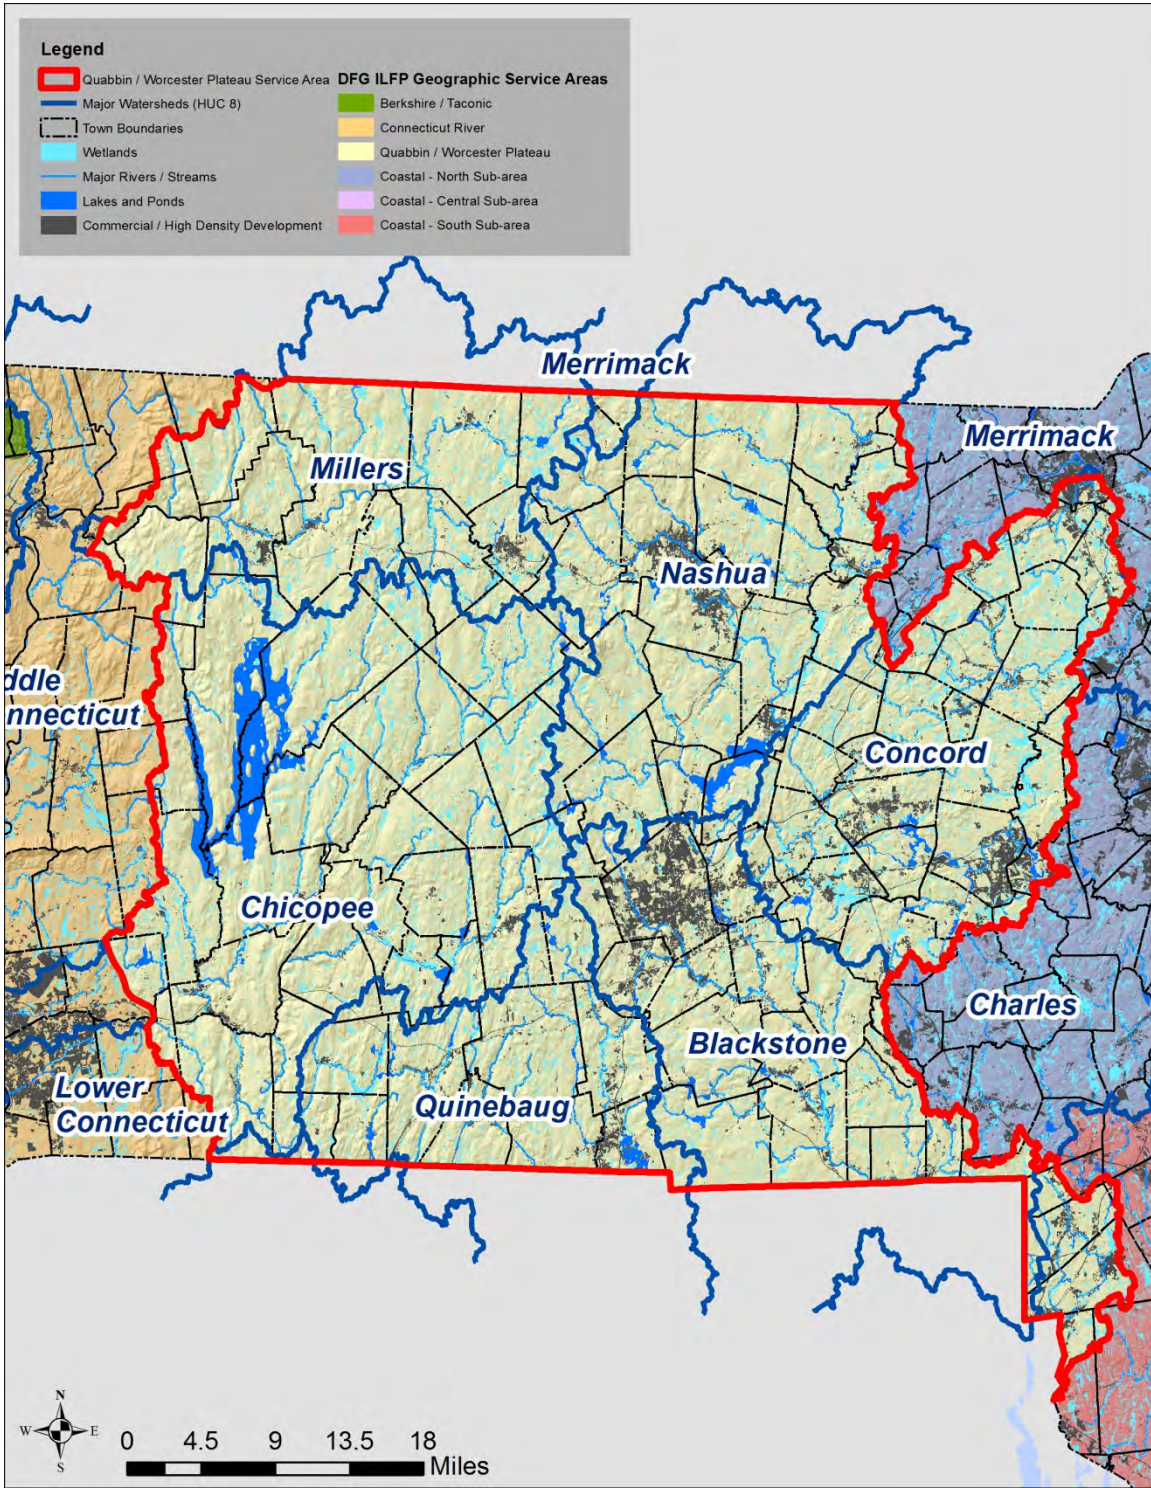 Legend
Quabbin / Worcester Plateau Service Area
Major Watersheds (HUC 8)
Town Boundaries
Wetlands
Major Rivers / Streams
Lakes and Ponds
Commercial / High Density Development
DFG ILFP Geographic Service Areas
Berkshire / Taconic
Connecticut River
Quabbin / Worcester Plateau
Coastal - North Sub-area
Coastal - Central Sub-area
Coastal - South Sub-area
Merrimack
Merrimack
Millers
Nashua
ddle
nnecticut
Concord
Chicopee
Charles
Blackstone
Lower
Connecticut
Quinebaug
N
W E
S
0 4.5 9 13.5 18
Miles